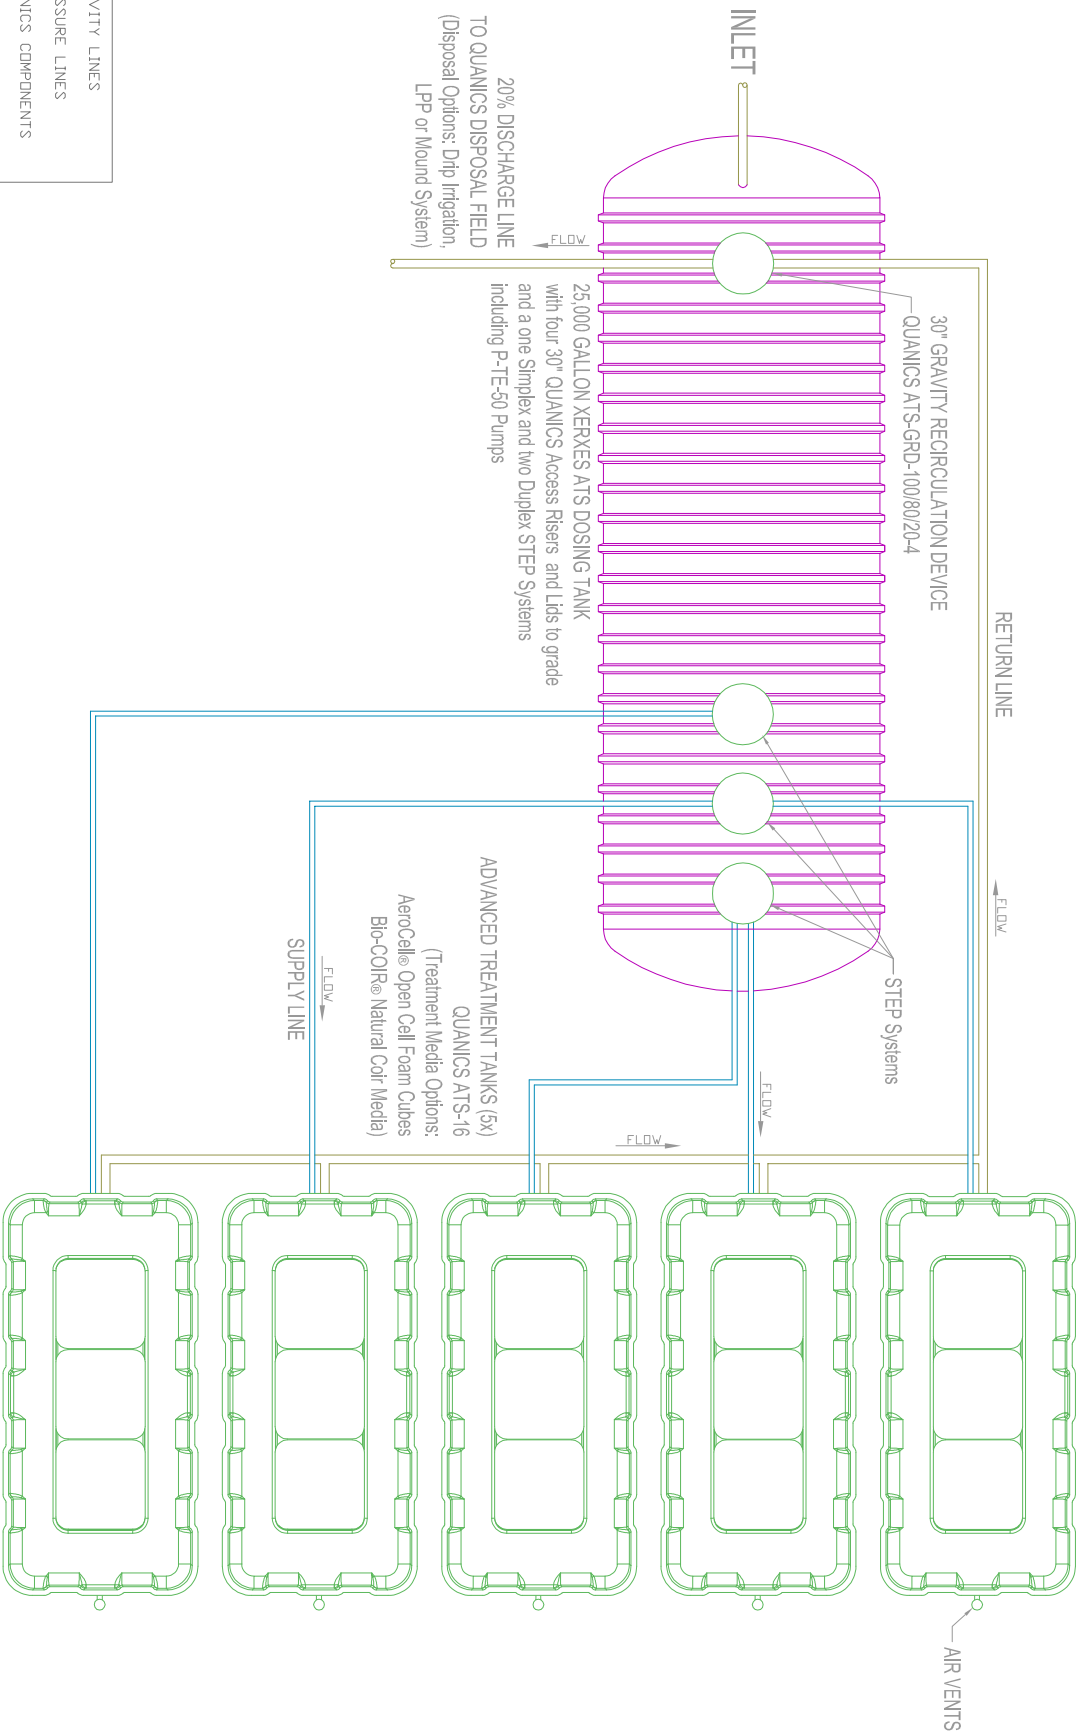 INLET
20% DISCHARGE LINE
TO QUANICS DISPOSAL FIELD
(Disposal Options: Drip Irrigation,
LPP or Mound System)
FLOW
30" GRAVITY RECIRCULATION DEVICE
QUANICS ATS-GRD-100/80/20-4
25,000 GALLON XERXES ATS DOSING TANK
with four 30" QUANICS Access Risers and Lids to grade
and a one Simplex and two Duplex STEP Systems
including P-TE-50 Pumps
RETURN LINE
FLOW
STEP Systems
ADVANCED TREATMENT TANKS (5x)
QUANICS ATS-16
(Treatment Media Options:
AeroCell® Open Cell Foam Cubes
Bio-COIR® Natural Coir Media)
FLOW
SUPPLY LINE
FLOW
FLOW
AIR VENTS
LINES
LINES
COMPONENTS